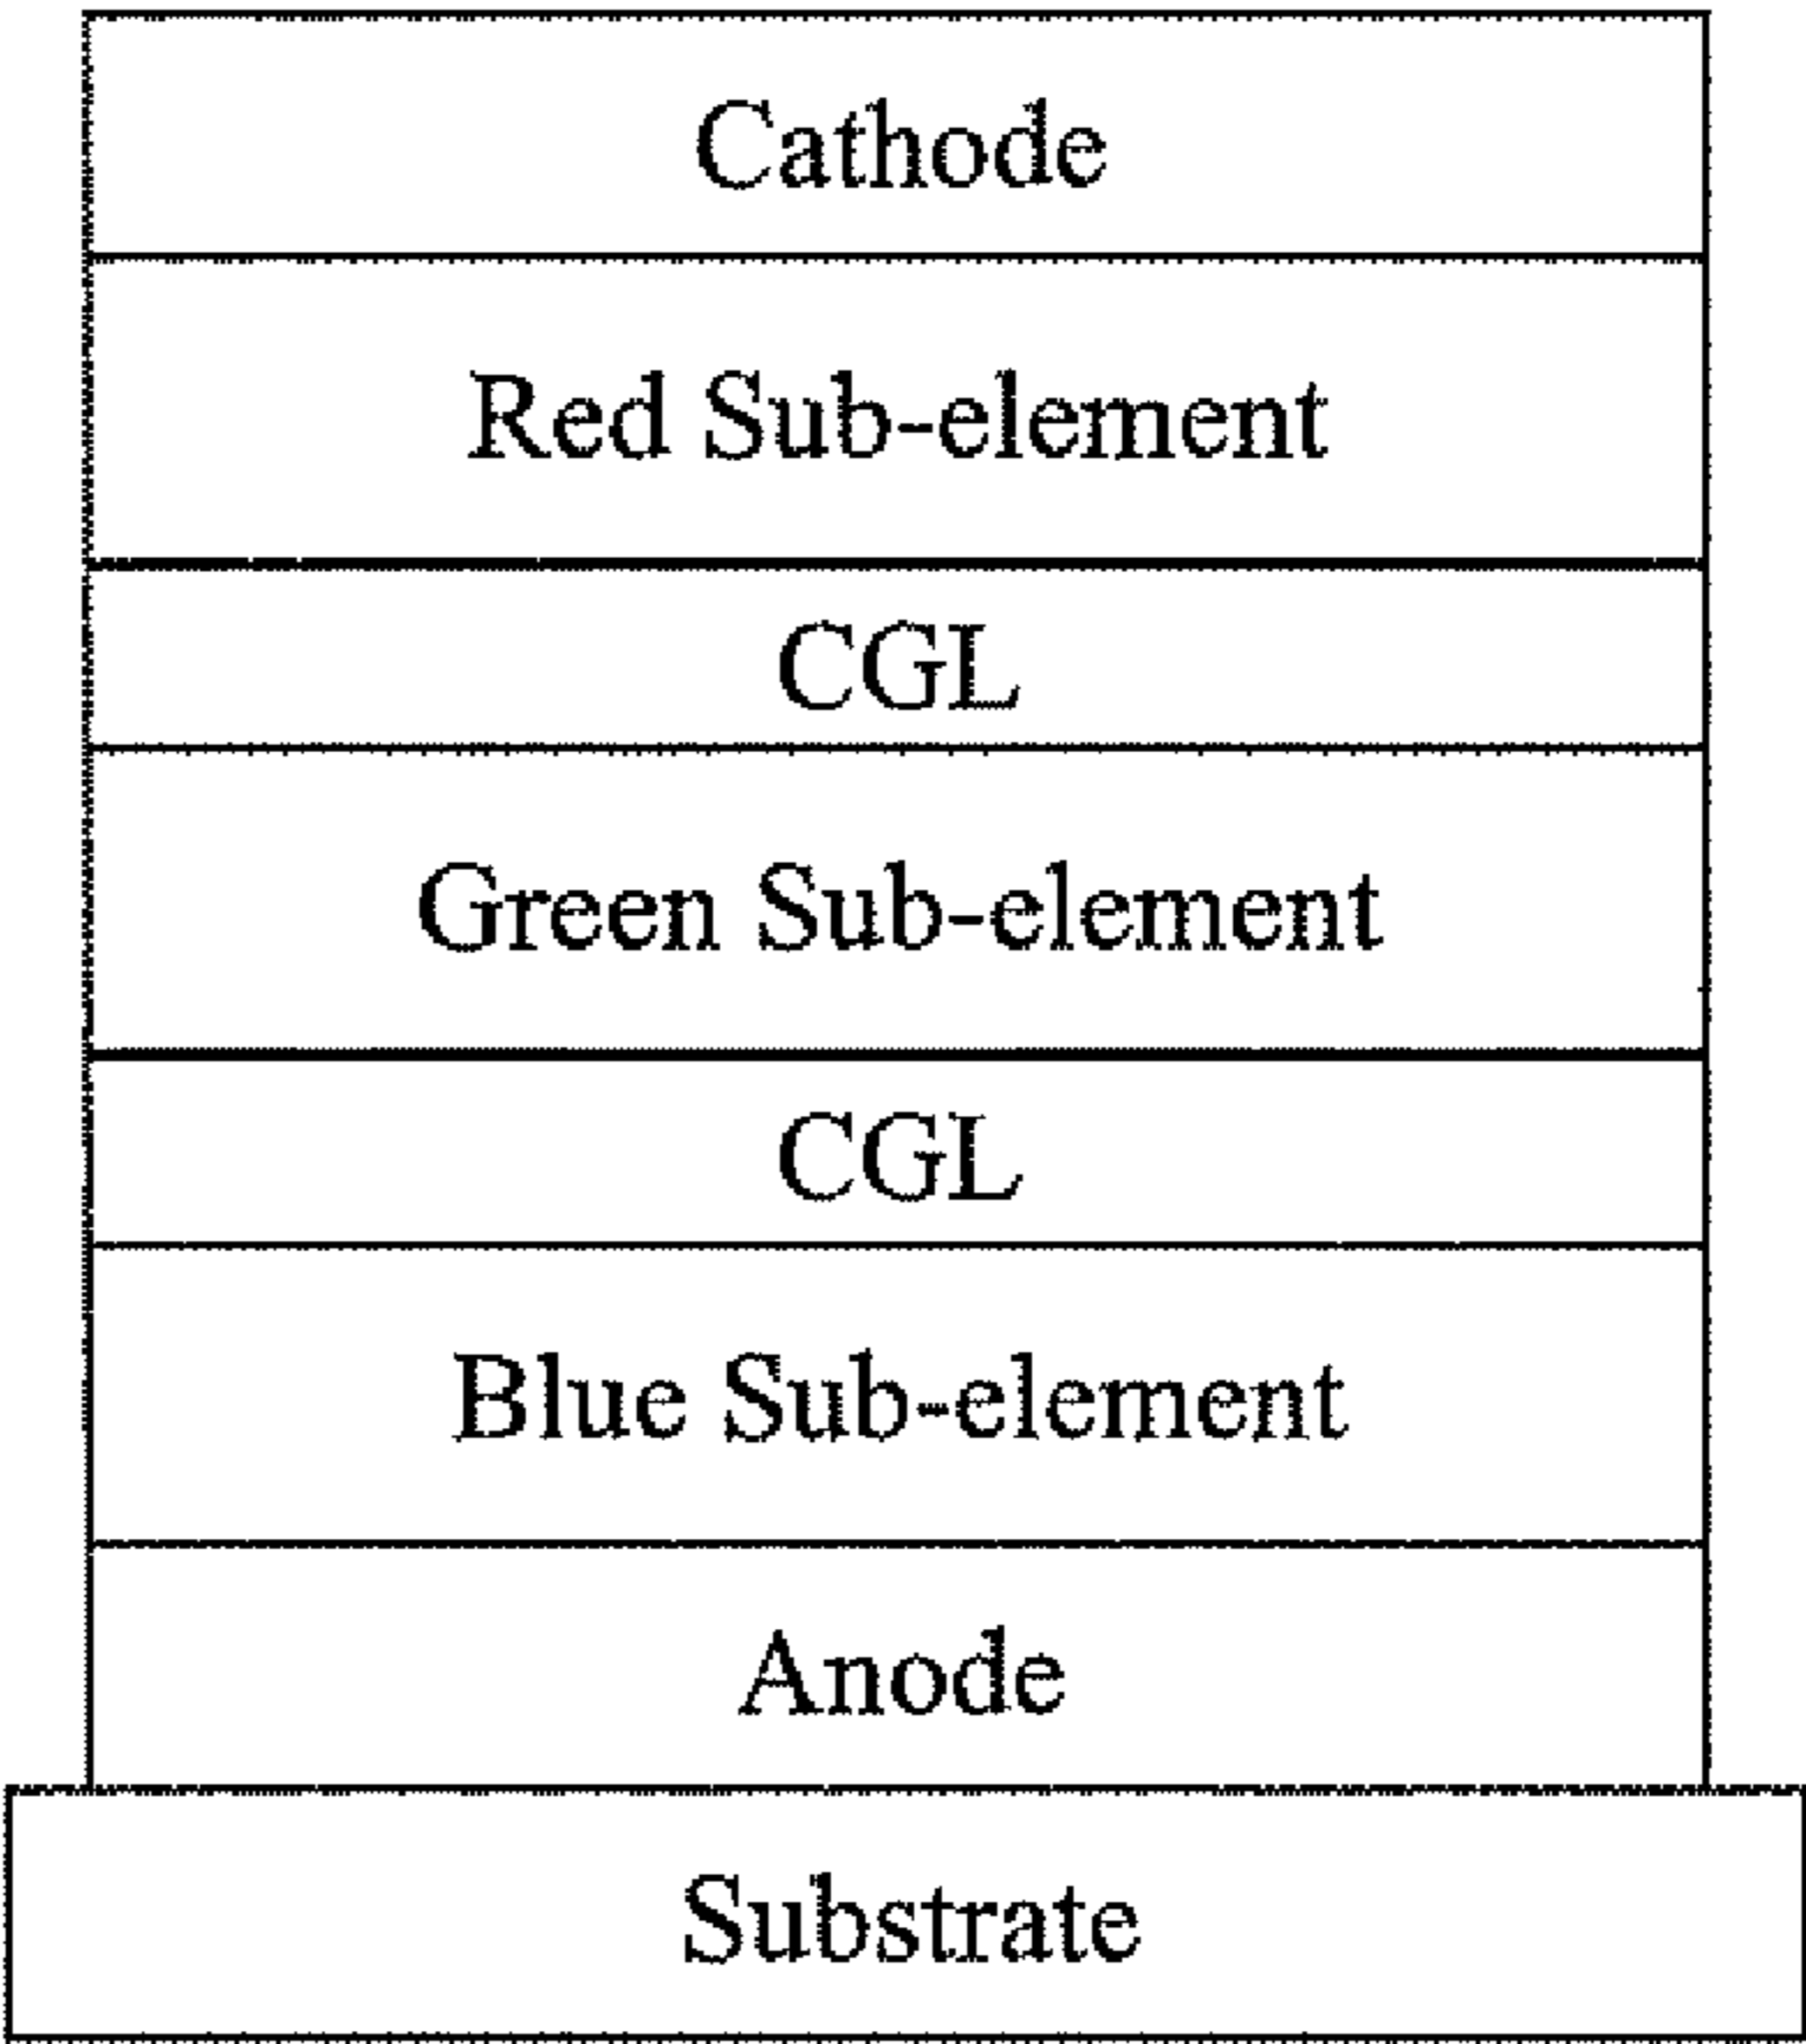 Cathode
Red Sub-element
CGL
Green Sub-element
CGL
Blue Sub-element
Anode
Substrate